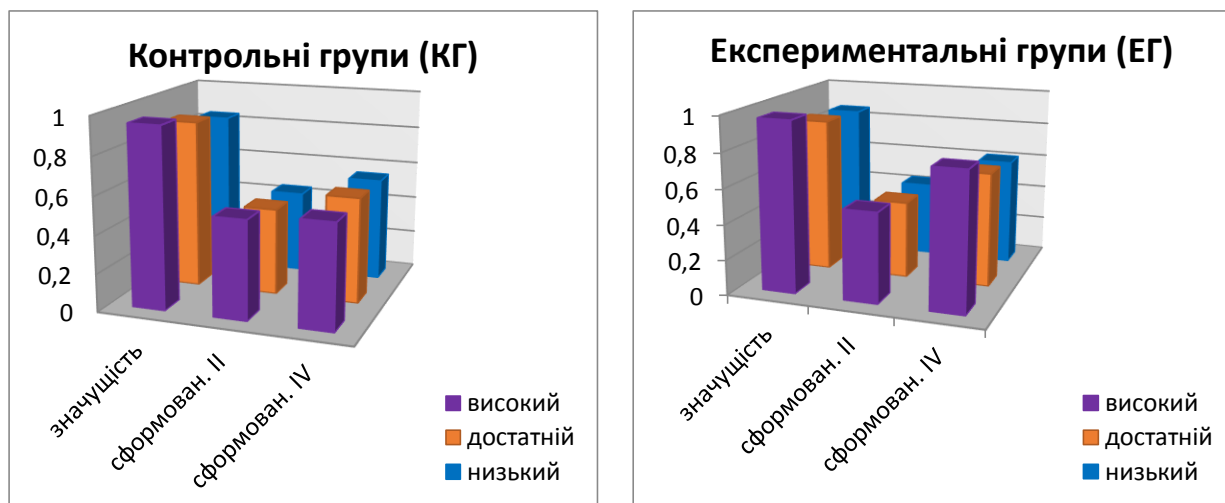 Контрольні групи (КГ)
1
0,8
0,6
0,4
0,2
0
значущість
сформован. II
сформован. IV
високий
достатній
низький
Експериментальні групи (ЕГ)
1
0,8
0,6
0,4
0,2
0
значущість
сформован. II
сформован. IV
високий
достатній
низький